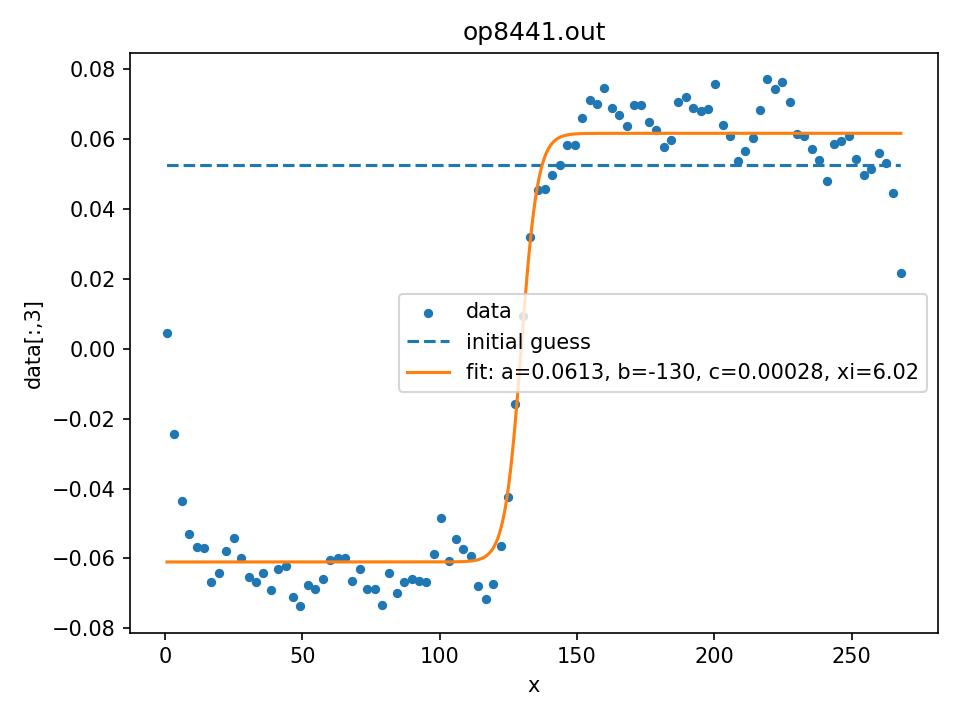 op8441.out
0.08
0.06
0.04
0.02
0.00
−0.02
−0.04
−0.06
−0.08
data[:,3]
data
initial guess
fit: a=0.0613, b=-130, c=0.00028, xi=6.02
0 50 100 150 200 250
x